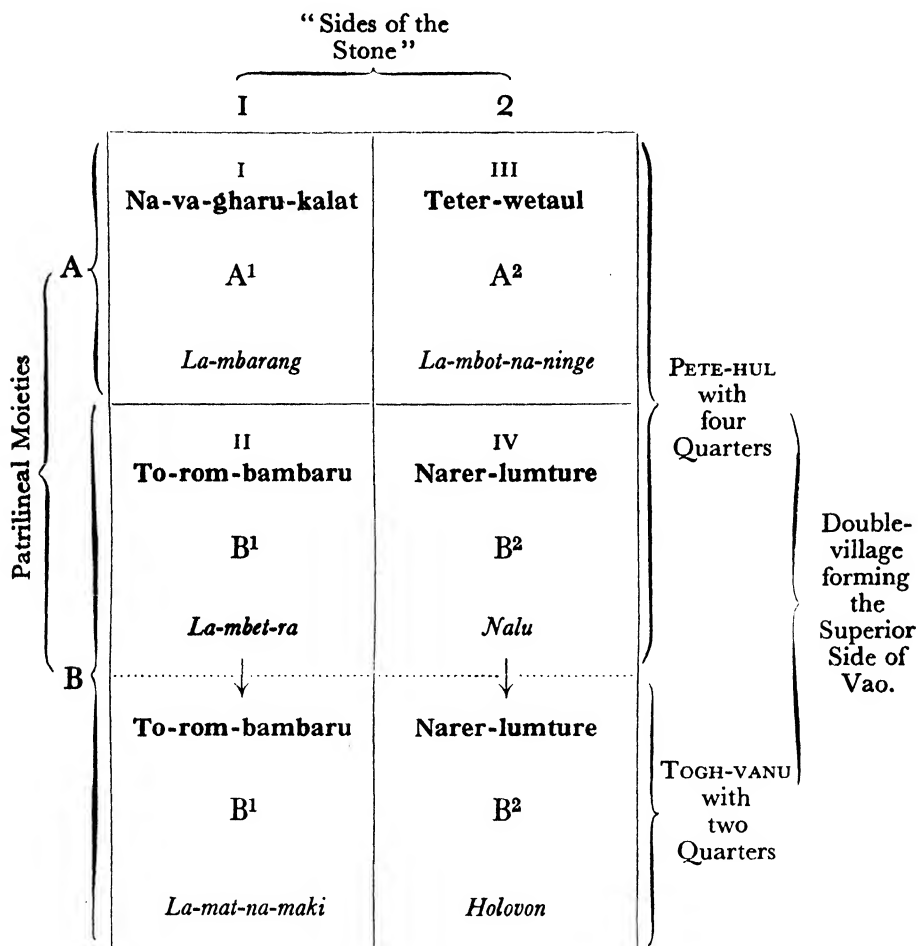 “Sides of the
Stone”
I
2
I
Na-va-gharu-kalat
A¹
La-mbarang
III
Teter-wetaul
A²
La-mbot-na-ninge
A
Patrilineal Moieties
II
To-rom-bambaru
B¹
La-mbet-ra
IV
Narer-lumture
B²
Nalu
PETE-HUL
with
four
Quarters
B
To-rom-bambaru
B¹
La-mat-na-maki
Narer-lumture
B²
Holovon
TOGH-VANU
with
two
Quarters
Double-
village
forming
the
Superior
Side of
Vao.